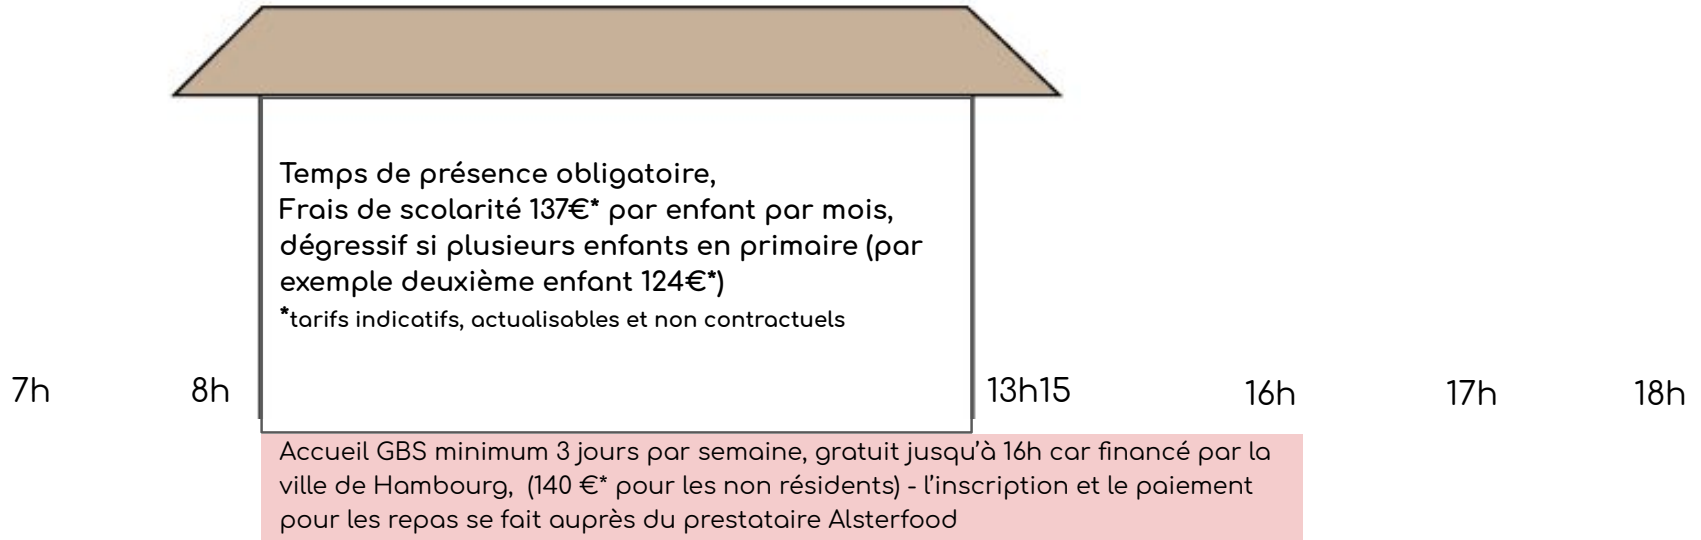 Temps de présence obligatoire,
Frais de scolarité 137€* par enfant par mois,
dégressif si plusieurs enfants en primaire (par
exemple deuxième enfant 124€*)
*tarifs indicatifs, actualisables et non contractuels
7h 8h 13h15 16h 17h 18h
Accueil GBS minimum 3 jours par semaine, gratuit jusqu'à 16h car financé par la
ville de Hambourg,  (140 €* pour les non résidents) - l'inscription et le paiement
pour les repas se fait auprès du prestataire Alsterfood